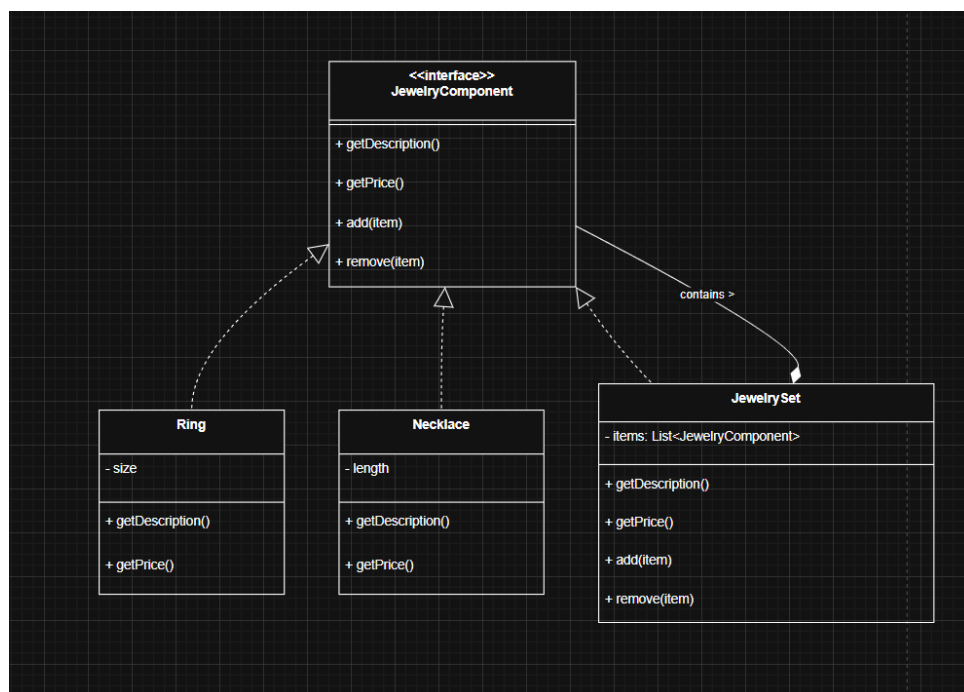 <<interface>>
JewelryComponent
+ getDescription()
+ getPrice()
+ add(item)
+ remove(item)
contains >
Ring
- size
+ getDescription()
+ getPrice()
Necklace
- length
+ getDescription()
+ getPrice()
JewelrySet
- items: List<JewelryComponent>
+ getDescription()
+ getPrice()
+ add(item)
+ remove(item)